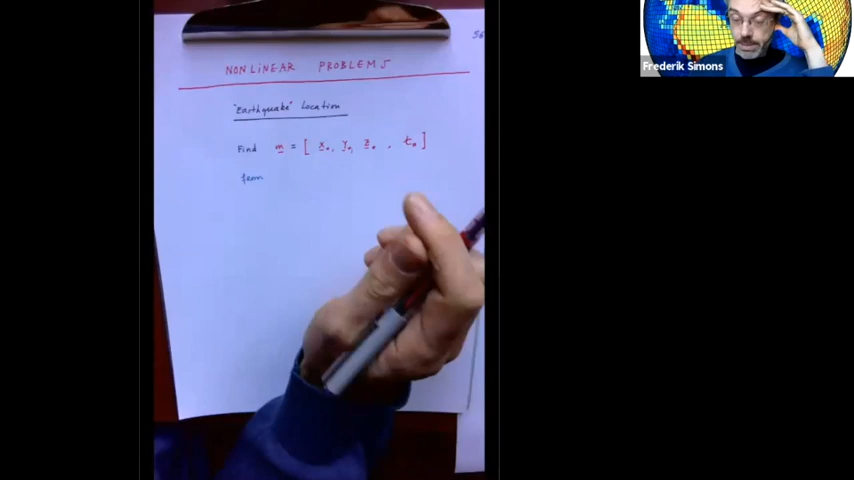 56
NONLINEAR PROBLEMS
"Earthquake" Location
Find m = [ x₀, y₀, z₀ , t₀ ]
from
Frederik Simons